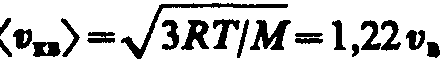 ⟨v_кв⟩ = √3RT/M = 1,22 v_в